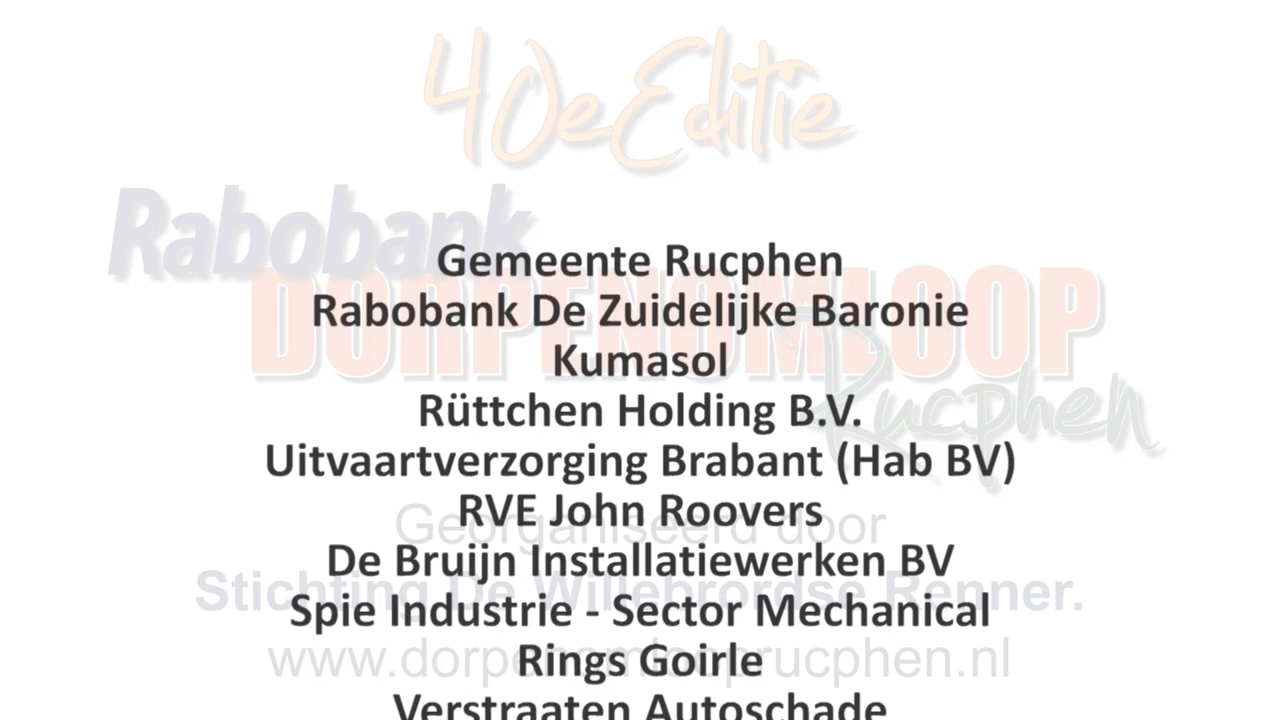 40e Editie
Rabobank
Gemeente Rucphen
DORPENOMLOOP
Rabobank De Zuidelijke Baronie
Kumasol
Rucphen
Rüttchen Holding B.V.
Uitvaartverzorging Brabant (Hab BV)
RVE John Roovers
Georganiseerd door
De Bruijn Installatiewerken BV
Stichting De Willebrordse Renner.
Spie Industrie - Sector Mechanical
www.dorpenomlooprucphen.nl
Rings Goirle
Verstraaten Autoschade